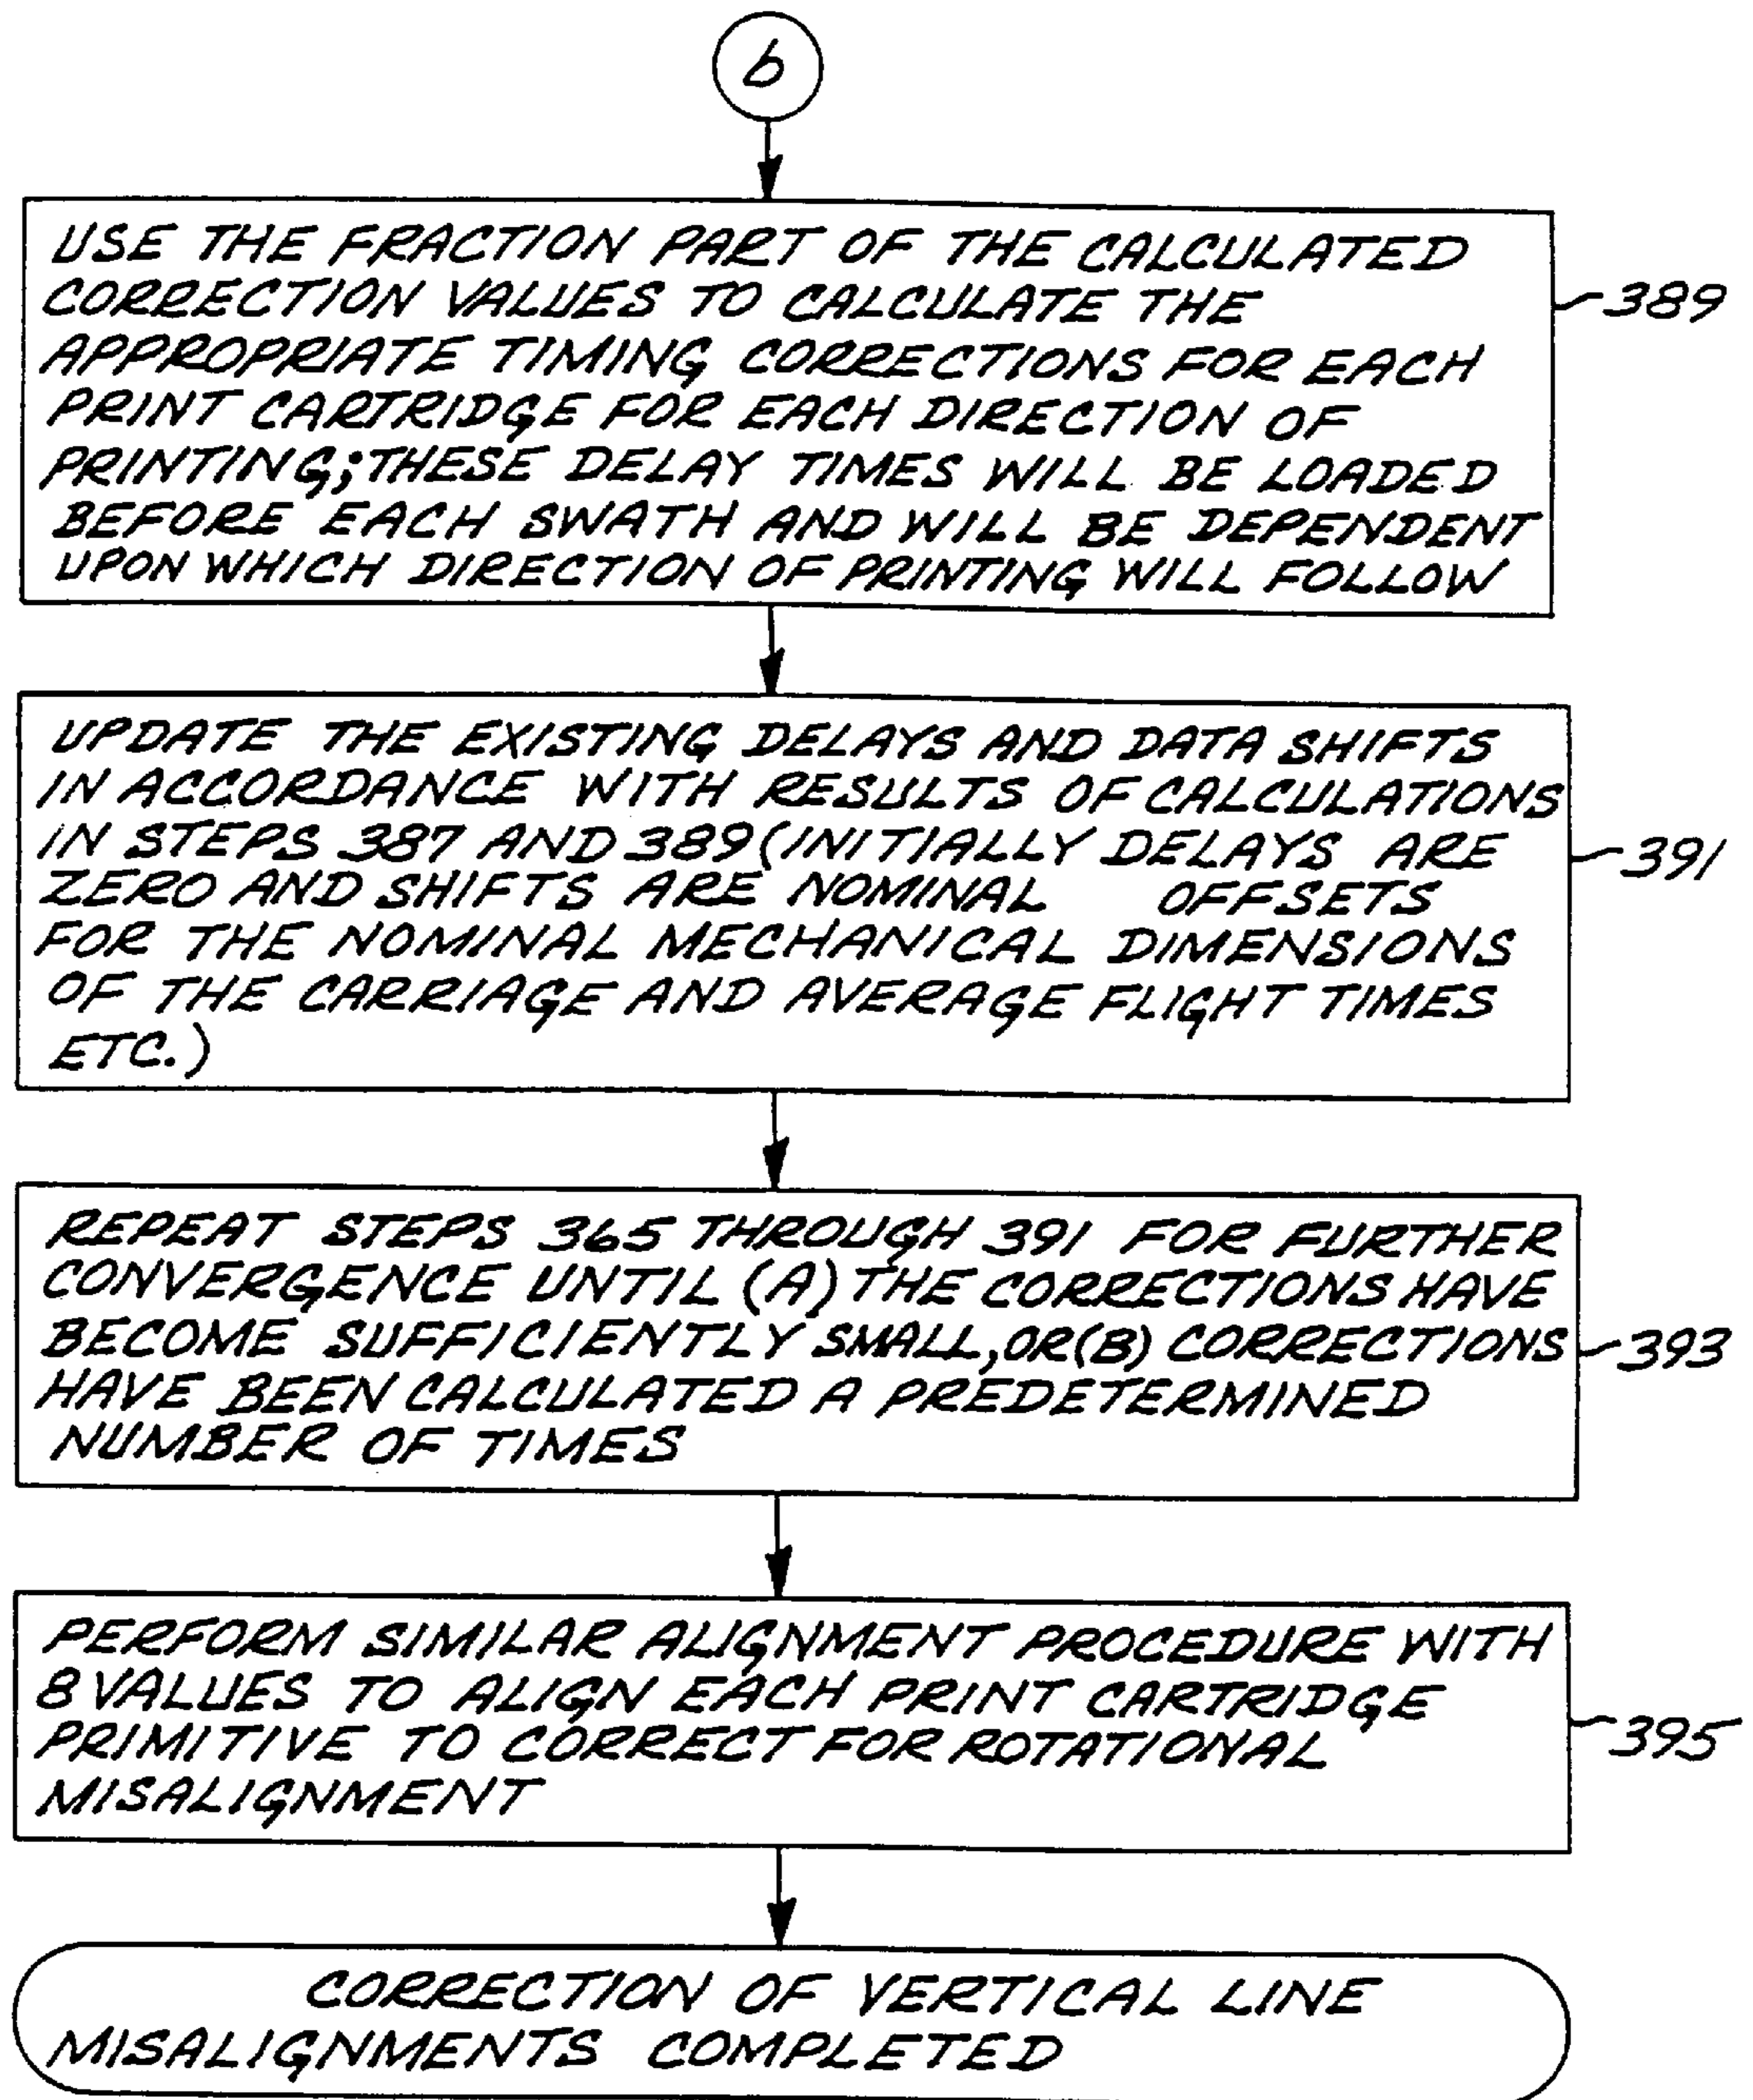 b
USE THE FRACTION PART OF THE CALCULATED
CORRECTION VALUES TO CALCULATE THE
APPROPRIATE TIMING CORRECTIONS FOR EACH
PRINT CARTRIDGE FOR EACH DIRECTION OF
PRINTING; THESE DELAY TIMES WILL BE LOADED
BEFORE EACH SWATH AND WILL BE DEPENDENT
UPON WHICH DIRECTION OF PRINTING WILL FOLLOW
389
UPDATE THE EXISTING DELAYS AND DATA SHIFTS
IN ACCORDANCE WITH RESULTS OF CALCULATIONS
IN STEPS 387 AND 389 (INITIALLY DELAYS ARE
ZERO AND SHIFTS ARE NOMINAL OFFSETS
FOR THE NOMINAL MECHANICAL DIMENSIONS
OF THE CARRIAGE AND AVERAGE FLIGHT TIMES
ETC.)
391
REPEAT STEPS 365 THROUGH 391 FOR FURTHER
CONVERGENCE UNTIL (A) THE CORRECTIONS HAVE
BECOME SUFFICIENTLY SMALL, OR (B) CORRECTIONS
HAVE BEEN CALCULATED A PREDETERMINED
NUMBER OF TIMES
393
PERFORM SIMILAR ALIGNMENT PROCEDURE WITH
8 VALUES TO ALIGN EACH PRINT CARTRIDGE
PRIMITIVE TO CORRECT FOR ROTATIONAL
MISALIGNMENT
395
CORRECTION OF VERTICAL LINE
MISALIGNMENTS COMPLETED